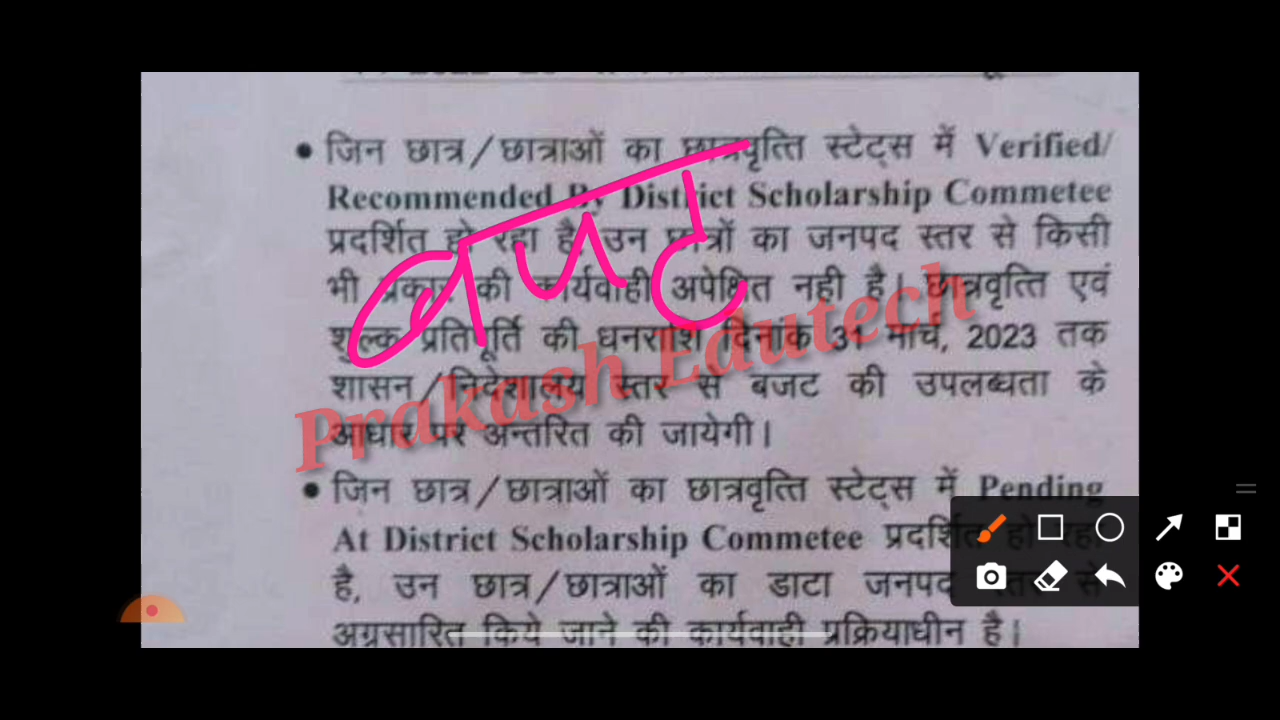 • जिन छात्र/छात्राओं का छात्रवृत्ति स्टेट्स में Verified/
Recommended By District Scholarship Commetee
प्रदर्शित हो रहा है, उन छात्रों का जनपद स्तर से किसी
भी प्रकार की कार्यवाही अपेक्षित नही है। छात्रवृत्ति एवं
शुल्क प्रतिपूर्ति की धनराशि दिनांक 31 मार्च, 2023 तक
शासन/निदेशालय स्तर से बजट की उपलब्धता के
आधार पर अन्तरित की जायेगी।
• जिन छात्र/छात्राओं का छात्रवृत्ति स्टेट्स में Pending
At District Scholarship Commetee प्रदर्शित हो रहा
है, उन छात्र/छात्राओं का डाटा जनपद स्तर से
अग्रसारित किये जाने की कार्यवाही प्रक्रियाधीन है।
Prakash Edutech